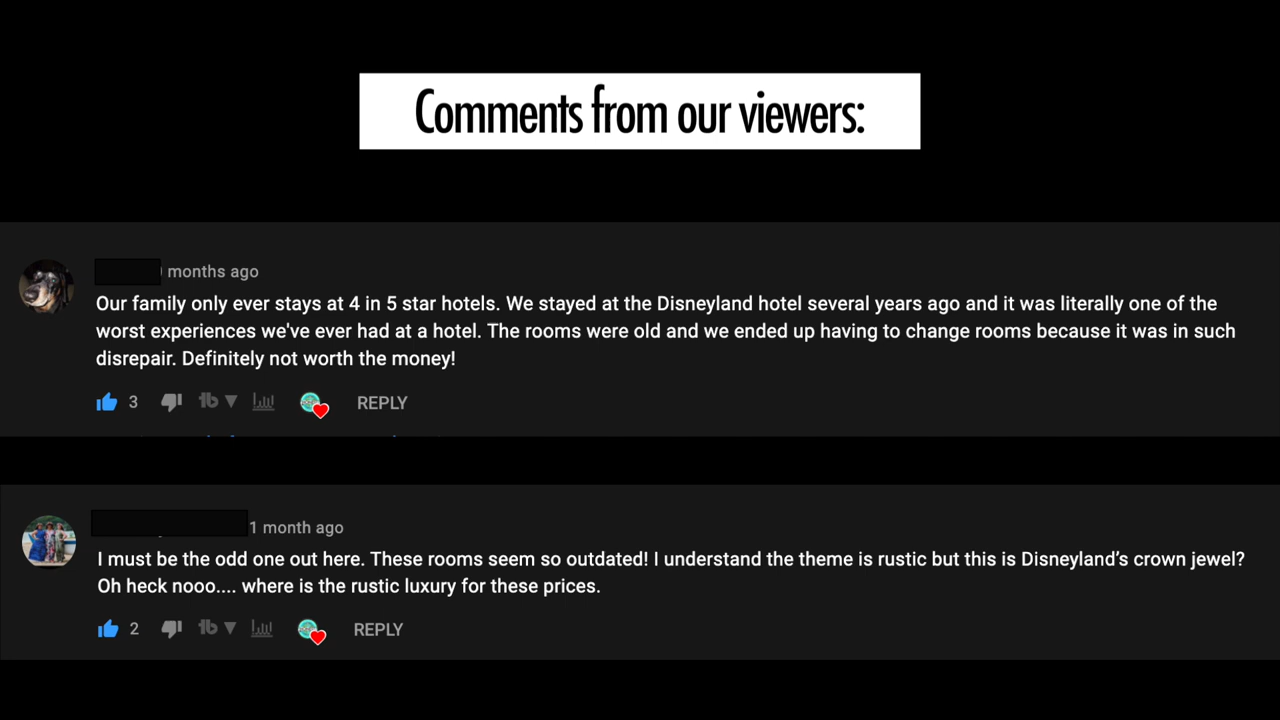 Comments from our viewers:
months ago
Our family only ever stays at 4 in 5 star hotels. We stayed at the Disneyland hotel several years ago and it was literally one of the
worst experiences we've ever had at a hotel. The rooms were old and we ended up having to change rooms because it was in such
disrepair. Definitely not worth the money!
3 REPLY
1 month ago
I must be the odd one out here. These rooms seem so outdated! I understand the theme is rustic but this is Disneyland’s crown jewel?
Oh heck nooo.... where is the rustic luxury for these prices.
2 REPLY